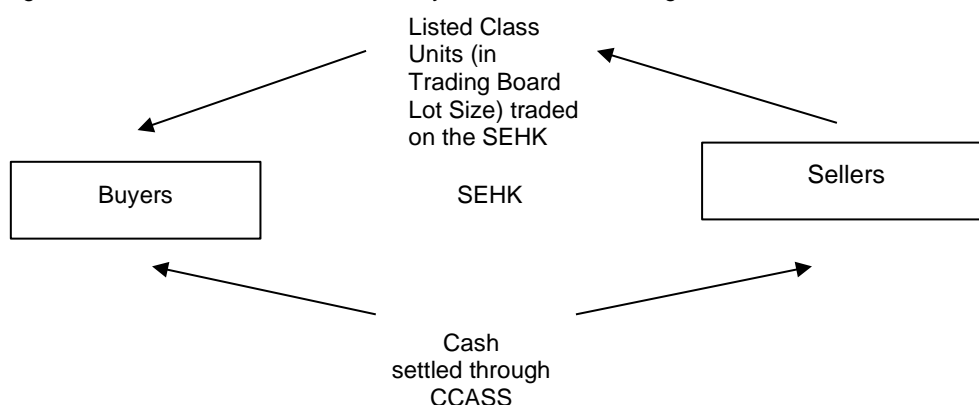 Listed Class
Units (in
Trading Board
Lot Size) traded
on the SEHK
Buyers
SEHK
Sellers
Cash
settled through
CCASS